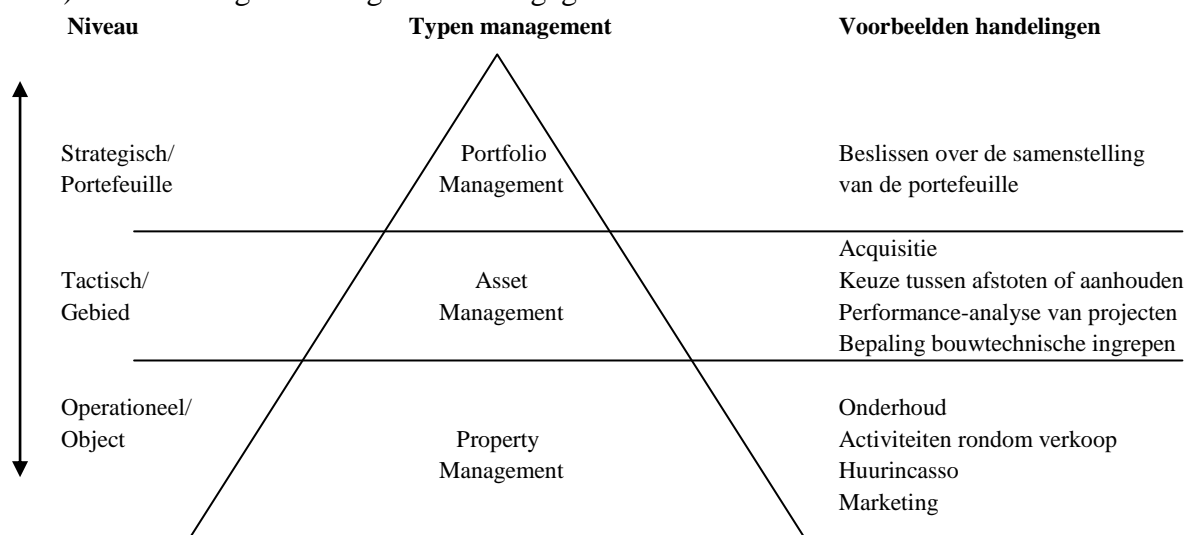 Niveau Typen management Voorbeelden handelingen
Strategisch/ Portfolio Beslissen over de samenstelling
Portefeuille Management van de portefeuille
Acquisitie
Tactisch/ Asset Keuze tussen afstoten of aanhouden
Gebied Management Performance-analyse van projecten
Bepaling bouwtechnische ingrepen
Operationeel/ Onderhoud
Object Property Activiteiten rondom verkoop
Management Huurincasso
Marketing